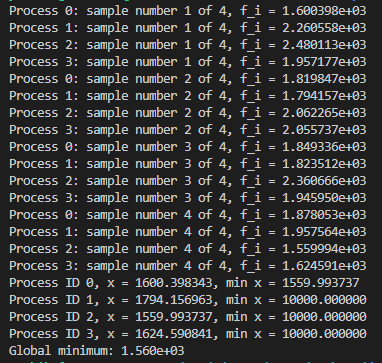 Process 0: sample number 1 of 4, f_i = 1.600398e+03
Process 1: sample number 1 of 4, f_i = 2.260558e+03
Process 2: sample number 1 of 4, f_i = 2.480113e+03
Process 3: sample number 1 of 4, f_i = 1.957177e+03
Process 0: sample number 2 of 4, f_i = 1.819847e+03
Process 1: sample number 2 of 4, f_i = 1.794157e+03
Process 2: sample number 2 of 4, f_i = 2.062265e+03
Process 3: sample number 2 of 4, f_i = 2.055737e+03
Process 0: sample number 3 of 4, f_i = 1.849336e+03
Process 1: sample number 3 of 4, f_i = 1.823512e+03
Process 2: sample number 3 of 4, f_i = 2.360666e+03
Process 3: sample number 3 of 4, f_i = 1.945950e+03
Process 0: sample number 4 of 4, f_i = 1.878053e+03
Process 1: sample number 4 of 4, f_i = 1.957564e+03
Process 2: sample number 4 of 4, f_i = 1.559994e+03
Process 3: sample number 4 of 4, f_i = 1.624591e+03
Process ID 0, x = 1600.398343, min x = 1559.993737
Process ID 1, x = 1794.156963, min x = 10000.000000
Process ID 2, x = 1559.993737, min x = 10000.000000
Process ID 3, x = 1624.590841, min x = 10000.000000
Global minimum: 1.560e+03